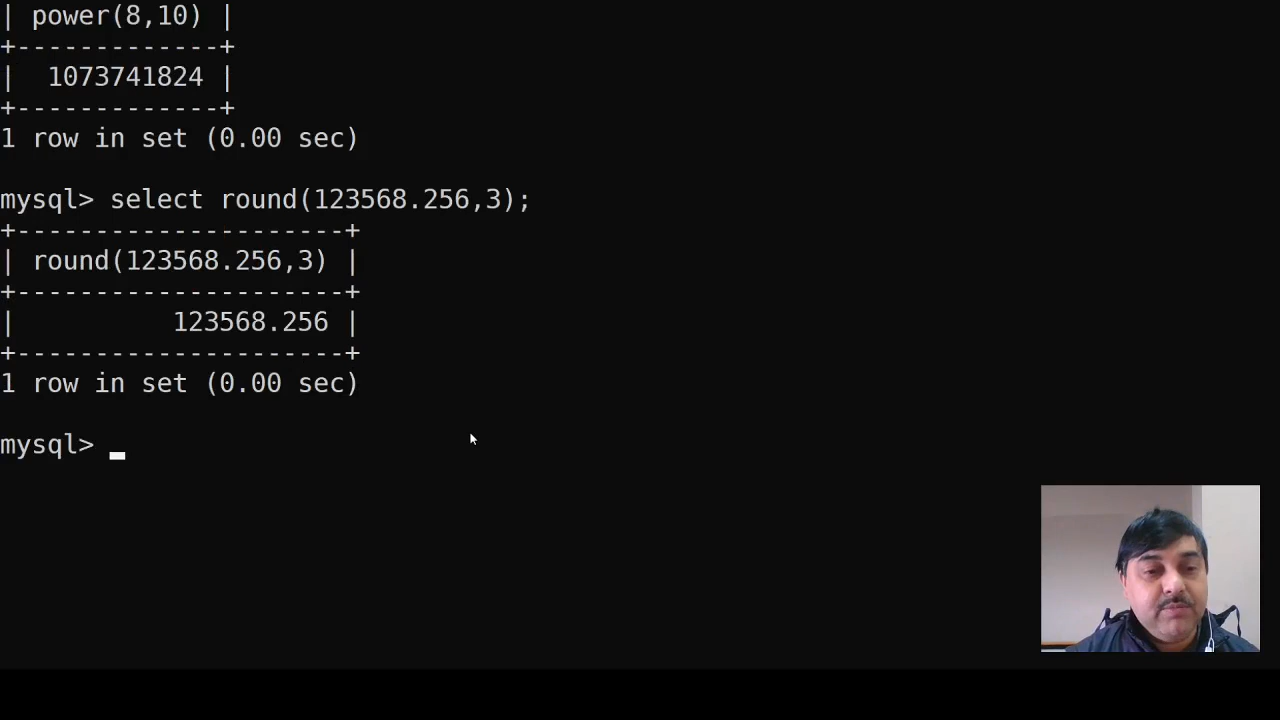 | power(8,10) |
+-------------+
|  1073741824 |
+-------------+
1 row in set (0.00 sec)
mysql> select round(123568.256,3);
+---------------------+
| round(123568.256,3) |
+---------------------+
|          123568.256 |
+---------------------+
1 row in set (0.00 sec)
mysql>